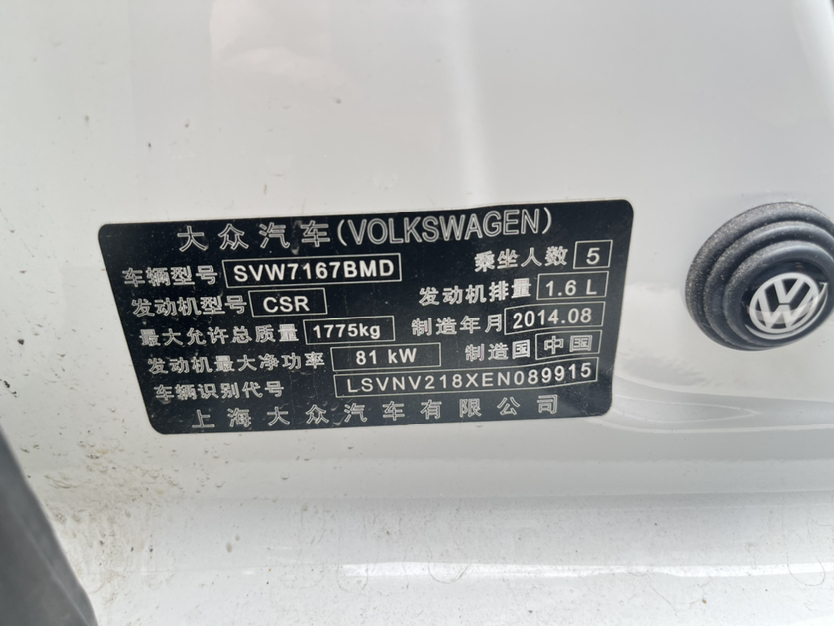 大众汽车(VOLKSWAGEN)
车辆型号 SVW7167BMD 乘坐人数 5
发动机型号 CSR 发动机排量 1.6 L
最大允许总质量 1775kg 制造年月 2014.08
发动机最大净功率 81 kW 制造国 中国
车辆识别代号 LSVNV218XEN089915
上海大众汽车有限公司